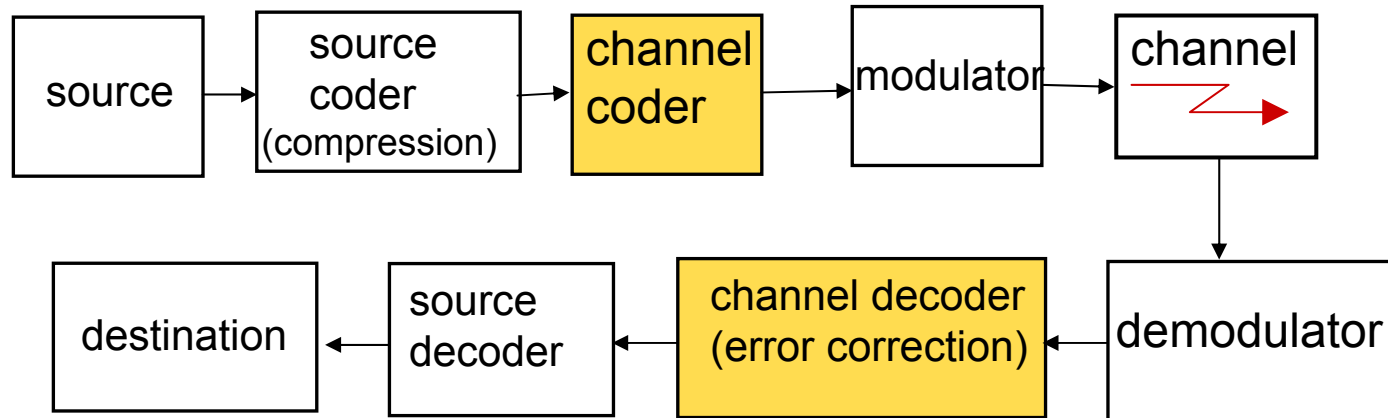 source
source
coder
(compression)
channel
coder
modulator
channel
destination
source
decoder
channel decoder
(error correction)
demodulator